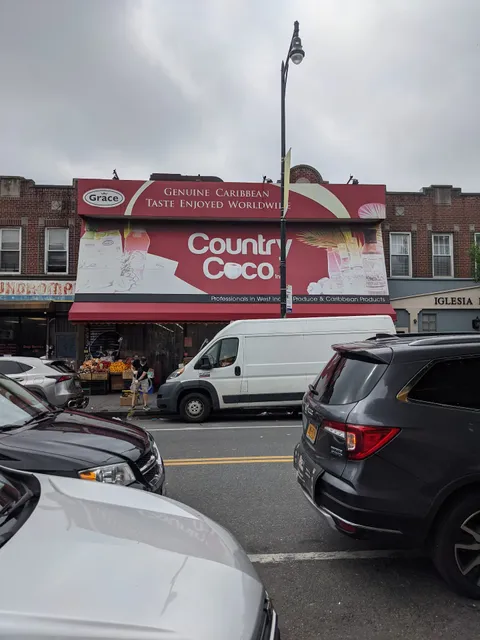 Grace
GENUINE CARIBBEAN
TASTE ENJOYED WORLDWIDE
Country
Coco
Professionals in West Indian Produce & Caribbean Products
IGLESIA